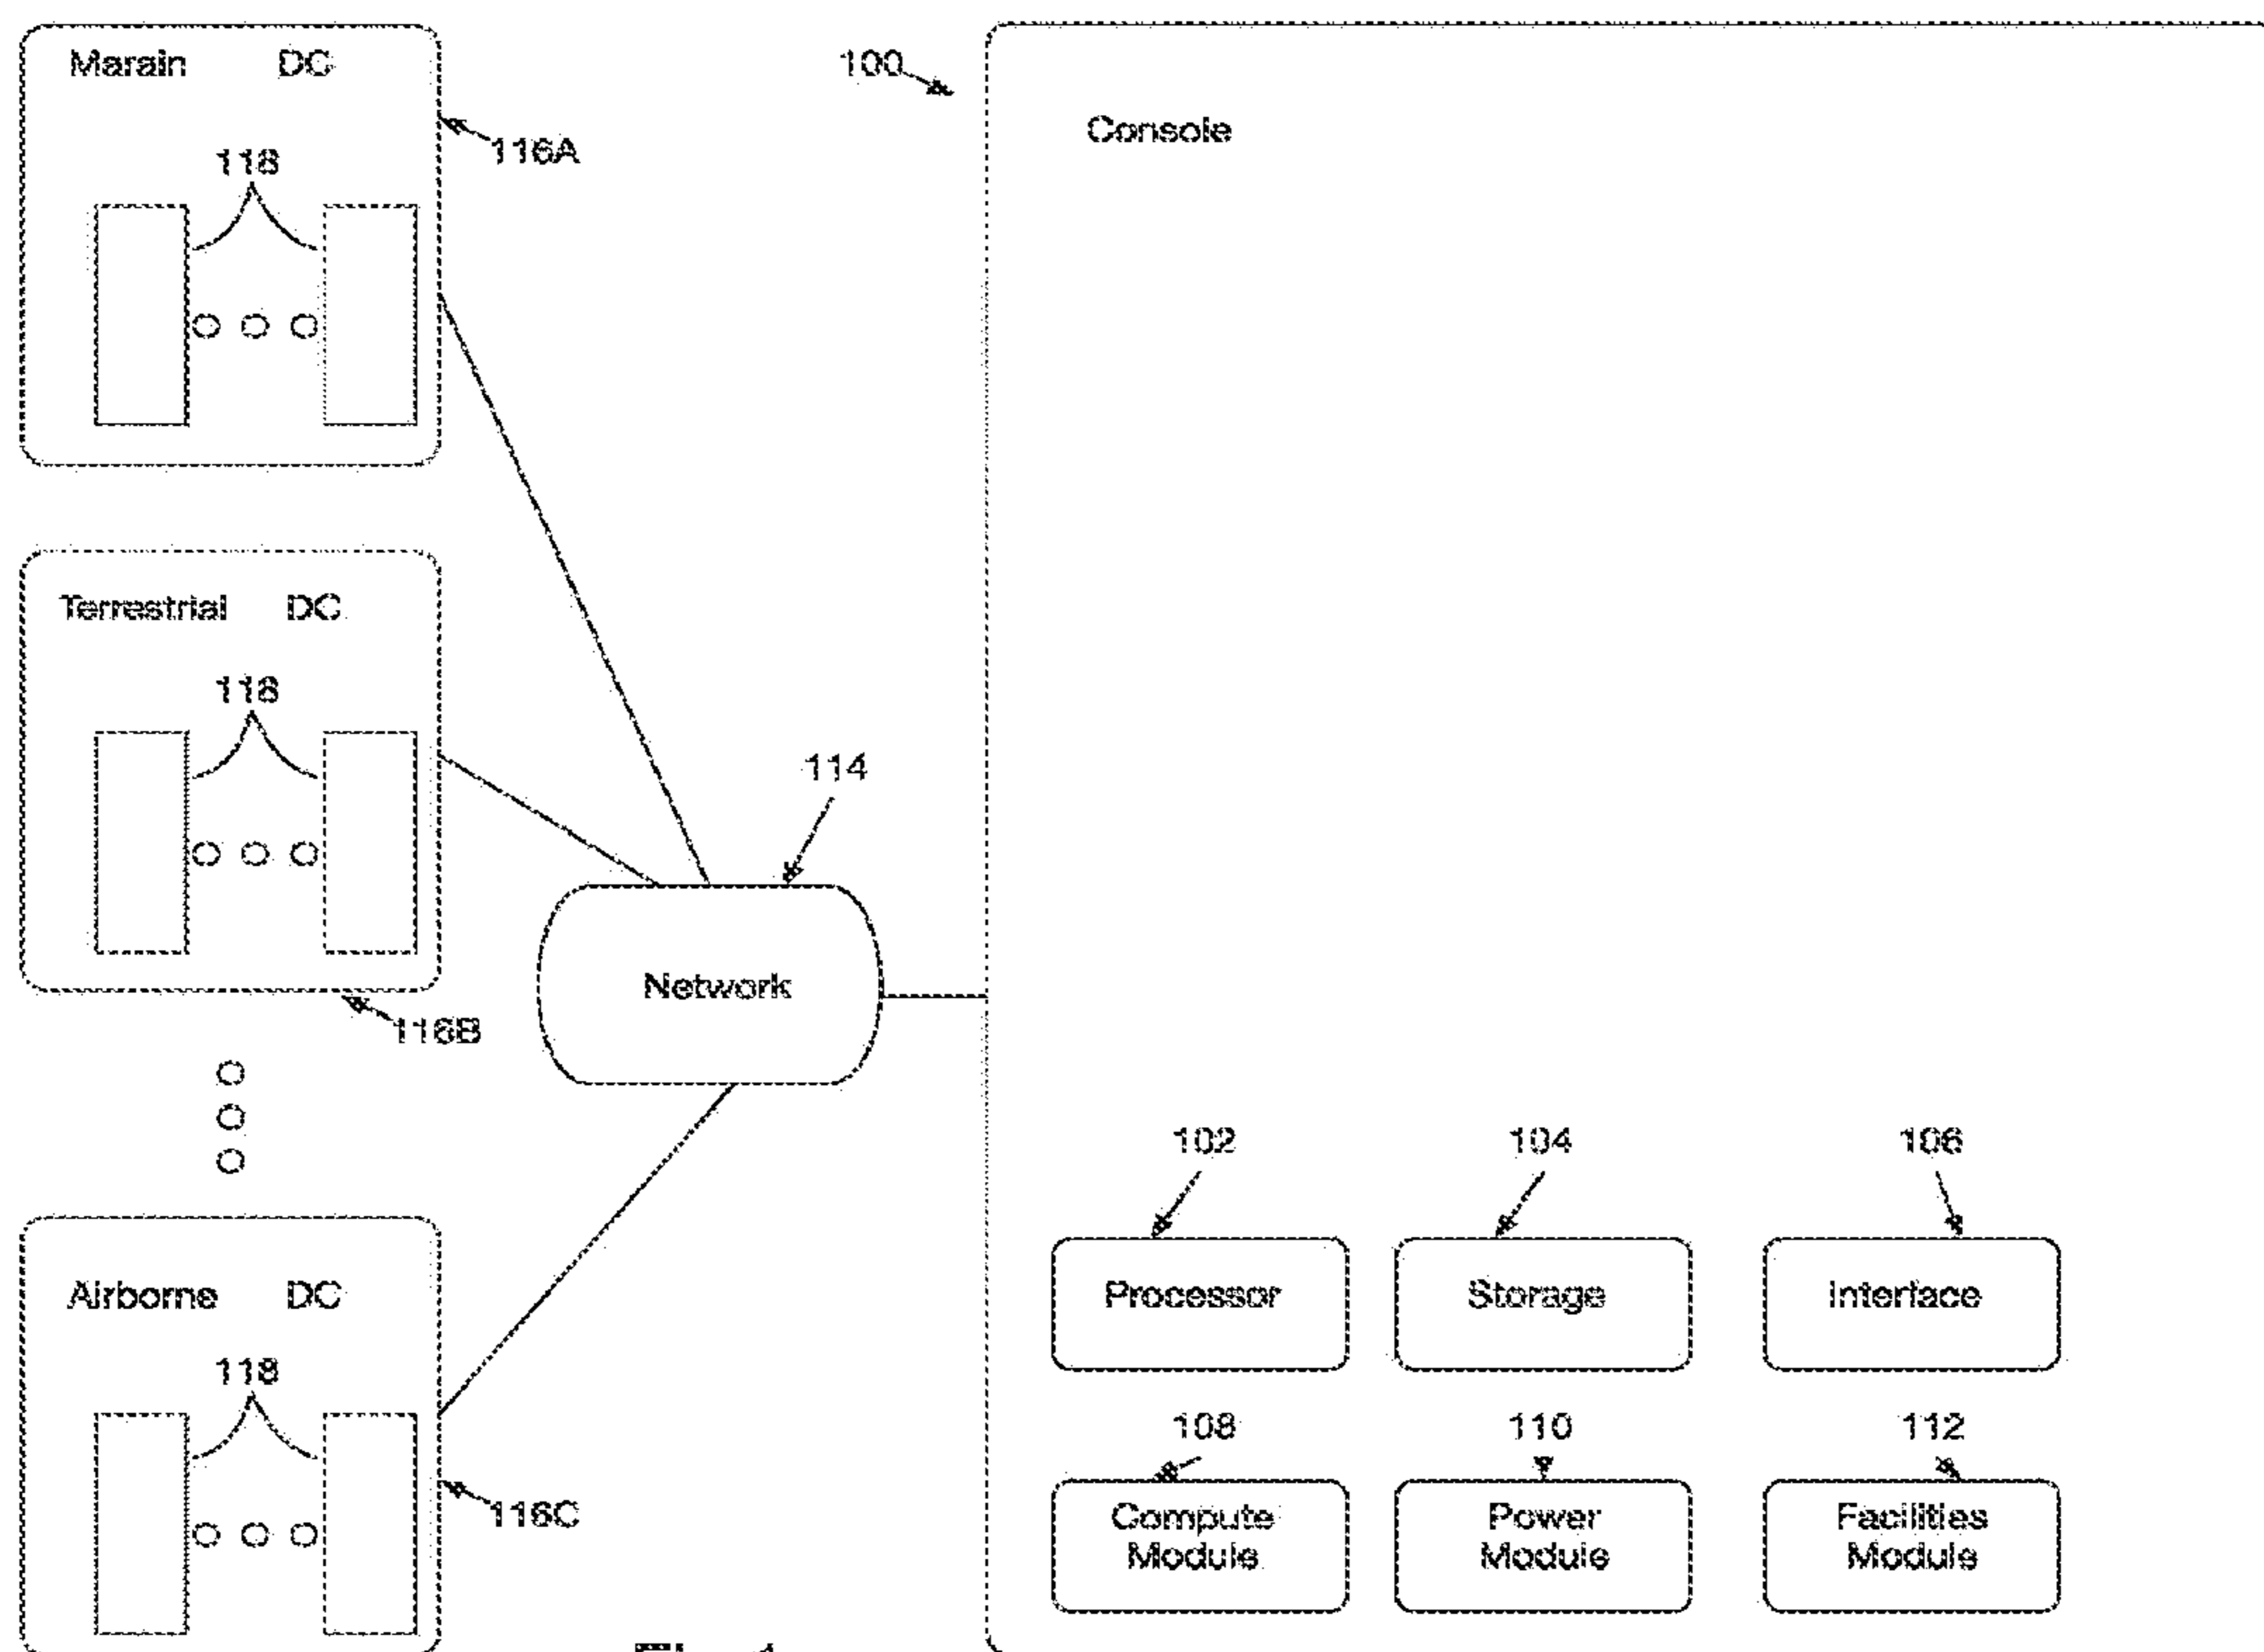 Marain DC
118
116A
Terrestrial DC
118
116B
Airborne DC
118
116C
114
Network
100
Console
102
104
106
Processor
Storage
Interface
108
110
112
Compute
Module
Power
Module
Facilities
Module